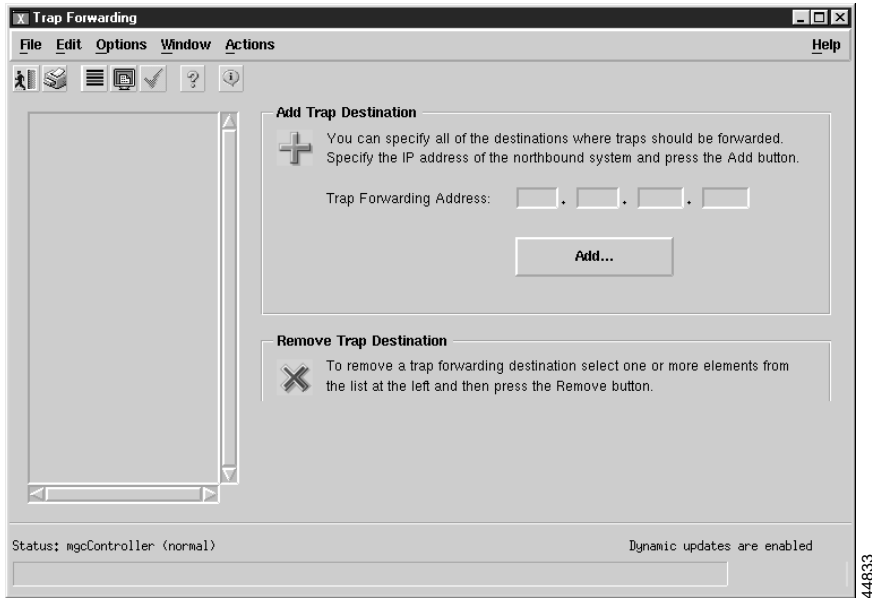 X Trap Forwarding
File Edit Options Window Actions Help
Add Trap Destination
You can specify all of the destinations where traps should be forwarded.
Specify the IP address of the northbound system and press the Add button.
Trap Forwarding Address: . . .
Add...
Remove Trap Destination
To remove a trap forwarding destination select one or more elements from
the list at the left and then press the Remove button.
Status: mgcController (normal) Dynamic updates are enabled
44833